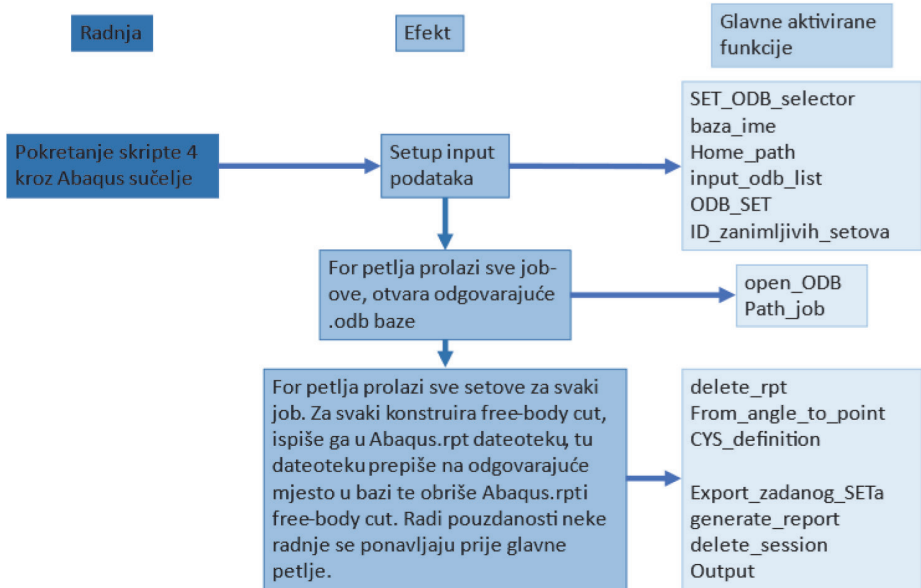 Radnja
Efekt
Glavne aktivirane
funkcije
Pokretanje skripte 4
kroz Abaqus sučelje
Setup input
podataka
SET_ODB_selector
baza_ime
Home_path
input_odb_list
ODB_SET
ID_zanimljivih_setova
For petlja prolazi sve job-
ove, otvara odgovarajuće
.odb baze
open_ODB
Path_job
For petlja prolazi sve setove za svaki
job. Za svaki konstruira free-body cut,
ispiše ga u Abaqus.rpt dateoteku, tu
dateoteku prepiše na odgovarajuće
mjesto u bazi te obriše Abaqus.rpti
free-body cut. Radi pouzdanosti neke
radnje se ponavljaju prije glavne
petlje.
delete_rpt
From_angle_to_point
CYS_definition
Export_zadanog_SETa
generate_report
delete_session
Output